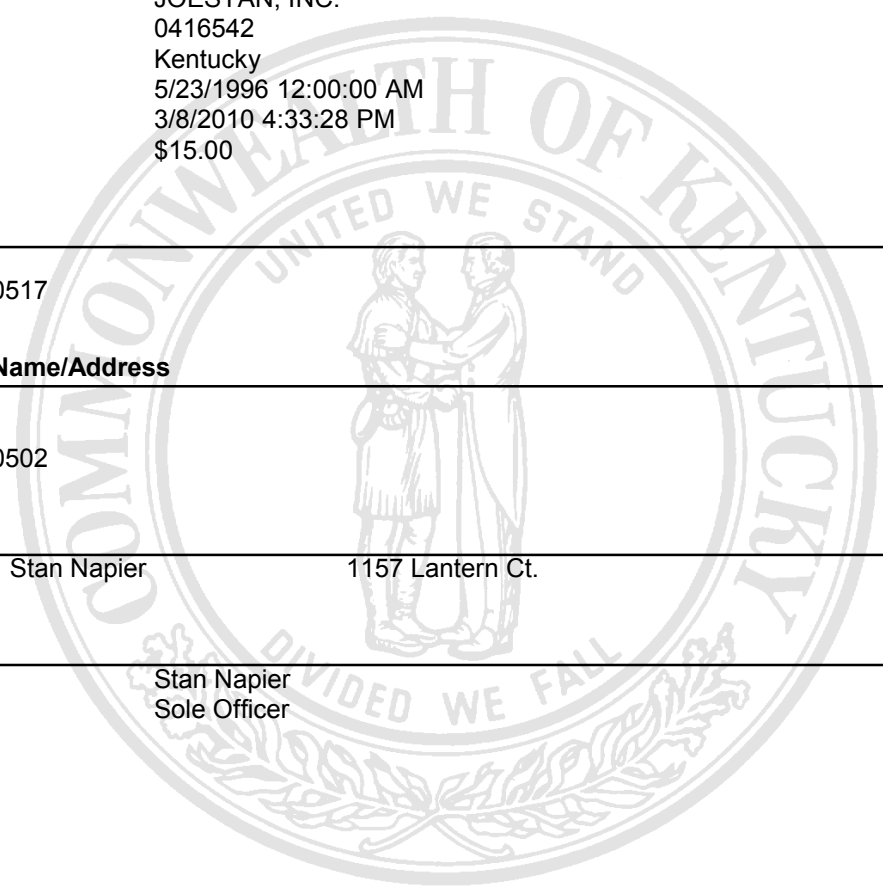 JOESTAN, INC.
0416542
Kentucky
5/23/1996 12:00:00 AM
3/8/2010 4:33:28 PM
$15.00
0517
Name/Address
0502
Stan Napier 1157 Lantern Ct.
Stan Napier
Sole Officer
COMMONWEALTH OF KENTUCKY
UNITED WE STAND
DIVIDED WE FALL